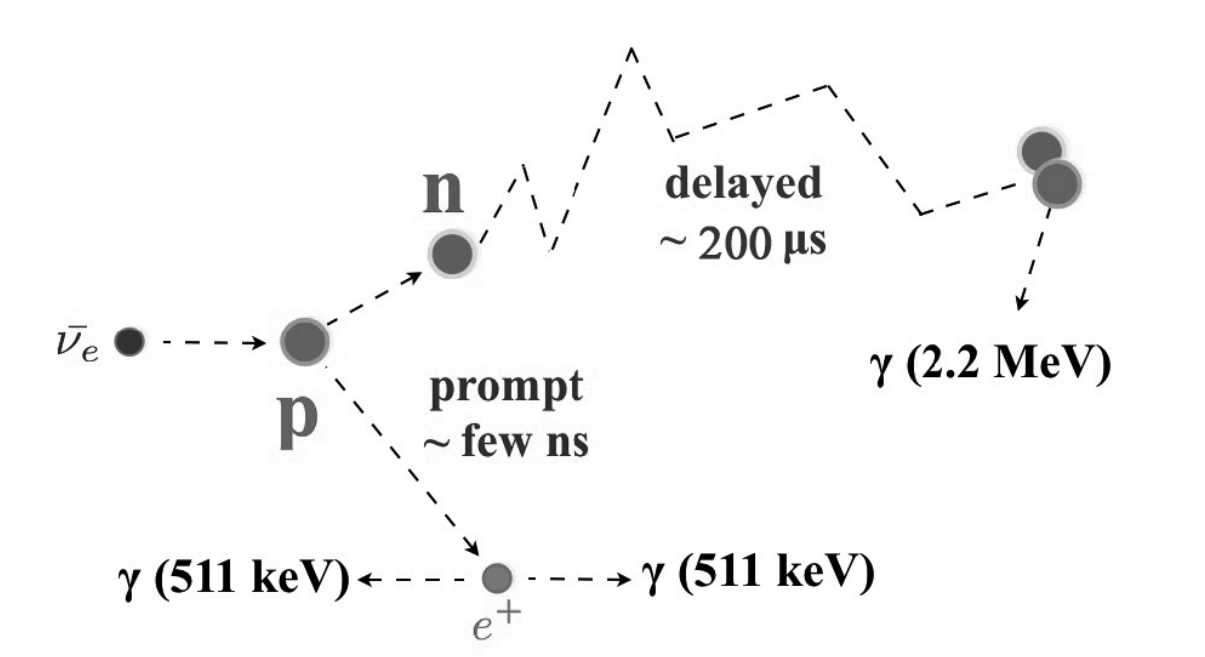 n
delayed
~ 200 μs
ν̄ₑ
γ (2.2 MeV)
p
prompt
~ few ns
γ (511 keV)
γ (511 keV)
e⁺